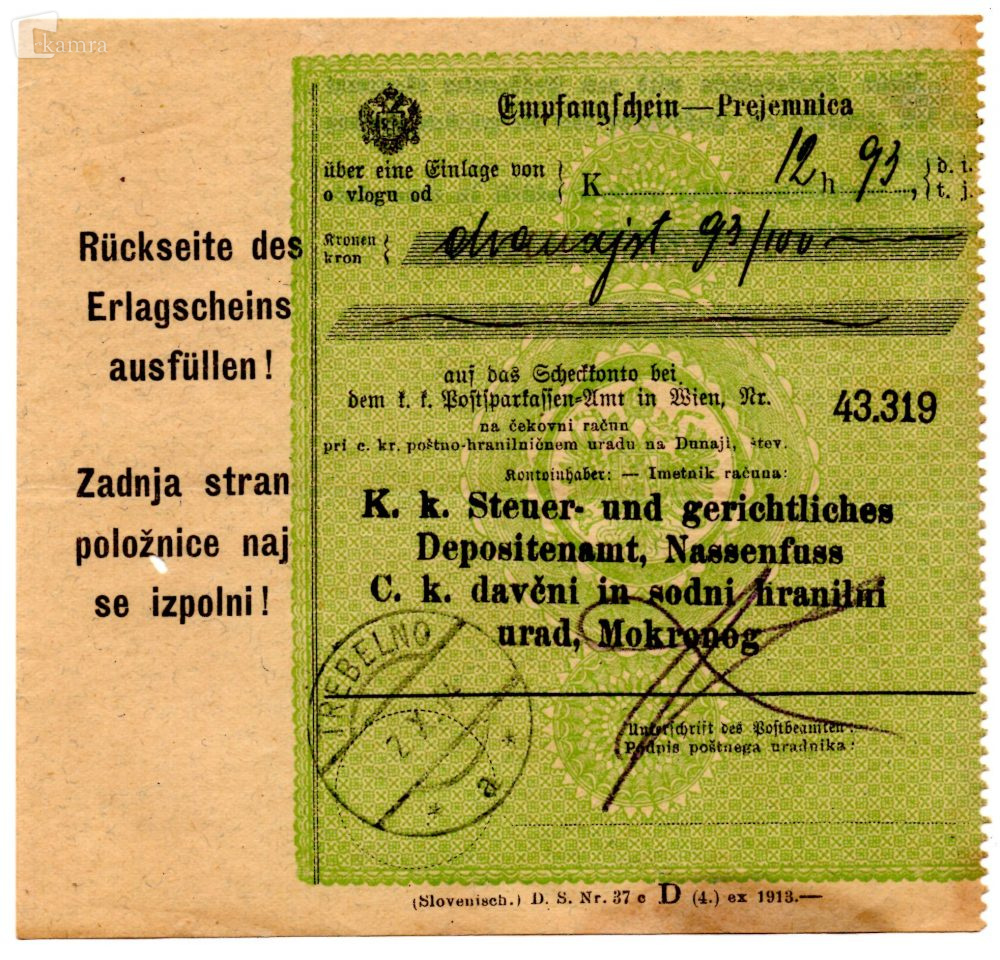 kamra
Empfangschein — Prejemnica
über eine Einlage von } K 12 h 93, } d. i.
o vlogu od } t. j.
Kronen { dvanajst 93/100
kron
Rückseite des
Erlagscheins
ausfüllen!
auf das Scheckkonto bei
dem k. k. Postsparkassen-Amt in Wien, Nr. 43.319
na čekovni račun
pri c. kr. poštno-hranilničnem uradu na Dunaji, štev.
Kontoinhaber: — Imetnik računa:
Zadnja stran
položnice naj
se izpolni!
K. k. Steuer- und gerichtliches
Depositenamt, Nassenfuss
C. k. davčni in sodni hranilni
urad, Mokronog
TREBELNO
2. X.
* a *
Unterschrift des Postbeamten:
Podpis poštnega uradnika:
(Slovenisch.) D. S. Nr. 37 c D (4.) ex 1913.—